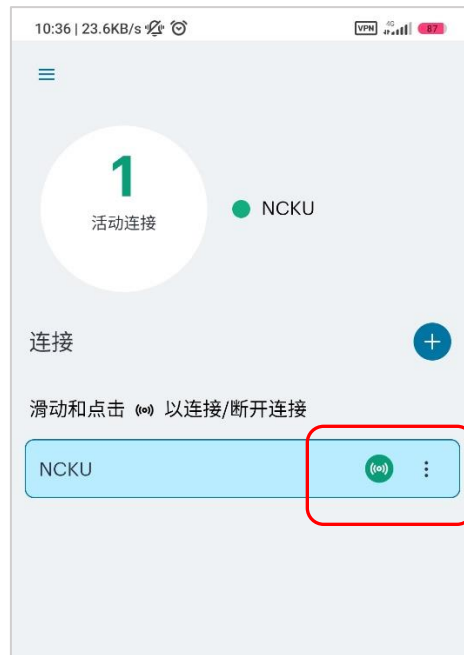 10:36 | 23.6KB/s
VPN 4G 87
1
活动连接
NCKU
连接
滑动和点击 以连接/断开连接
NCKU